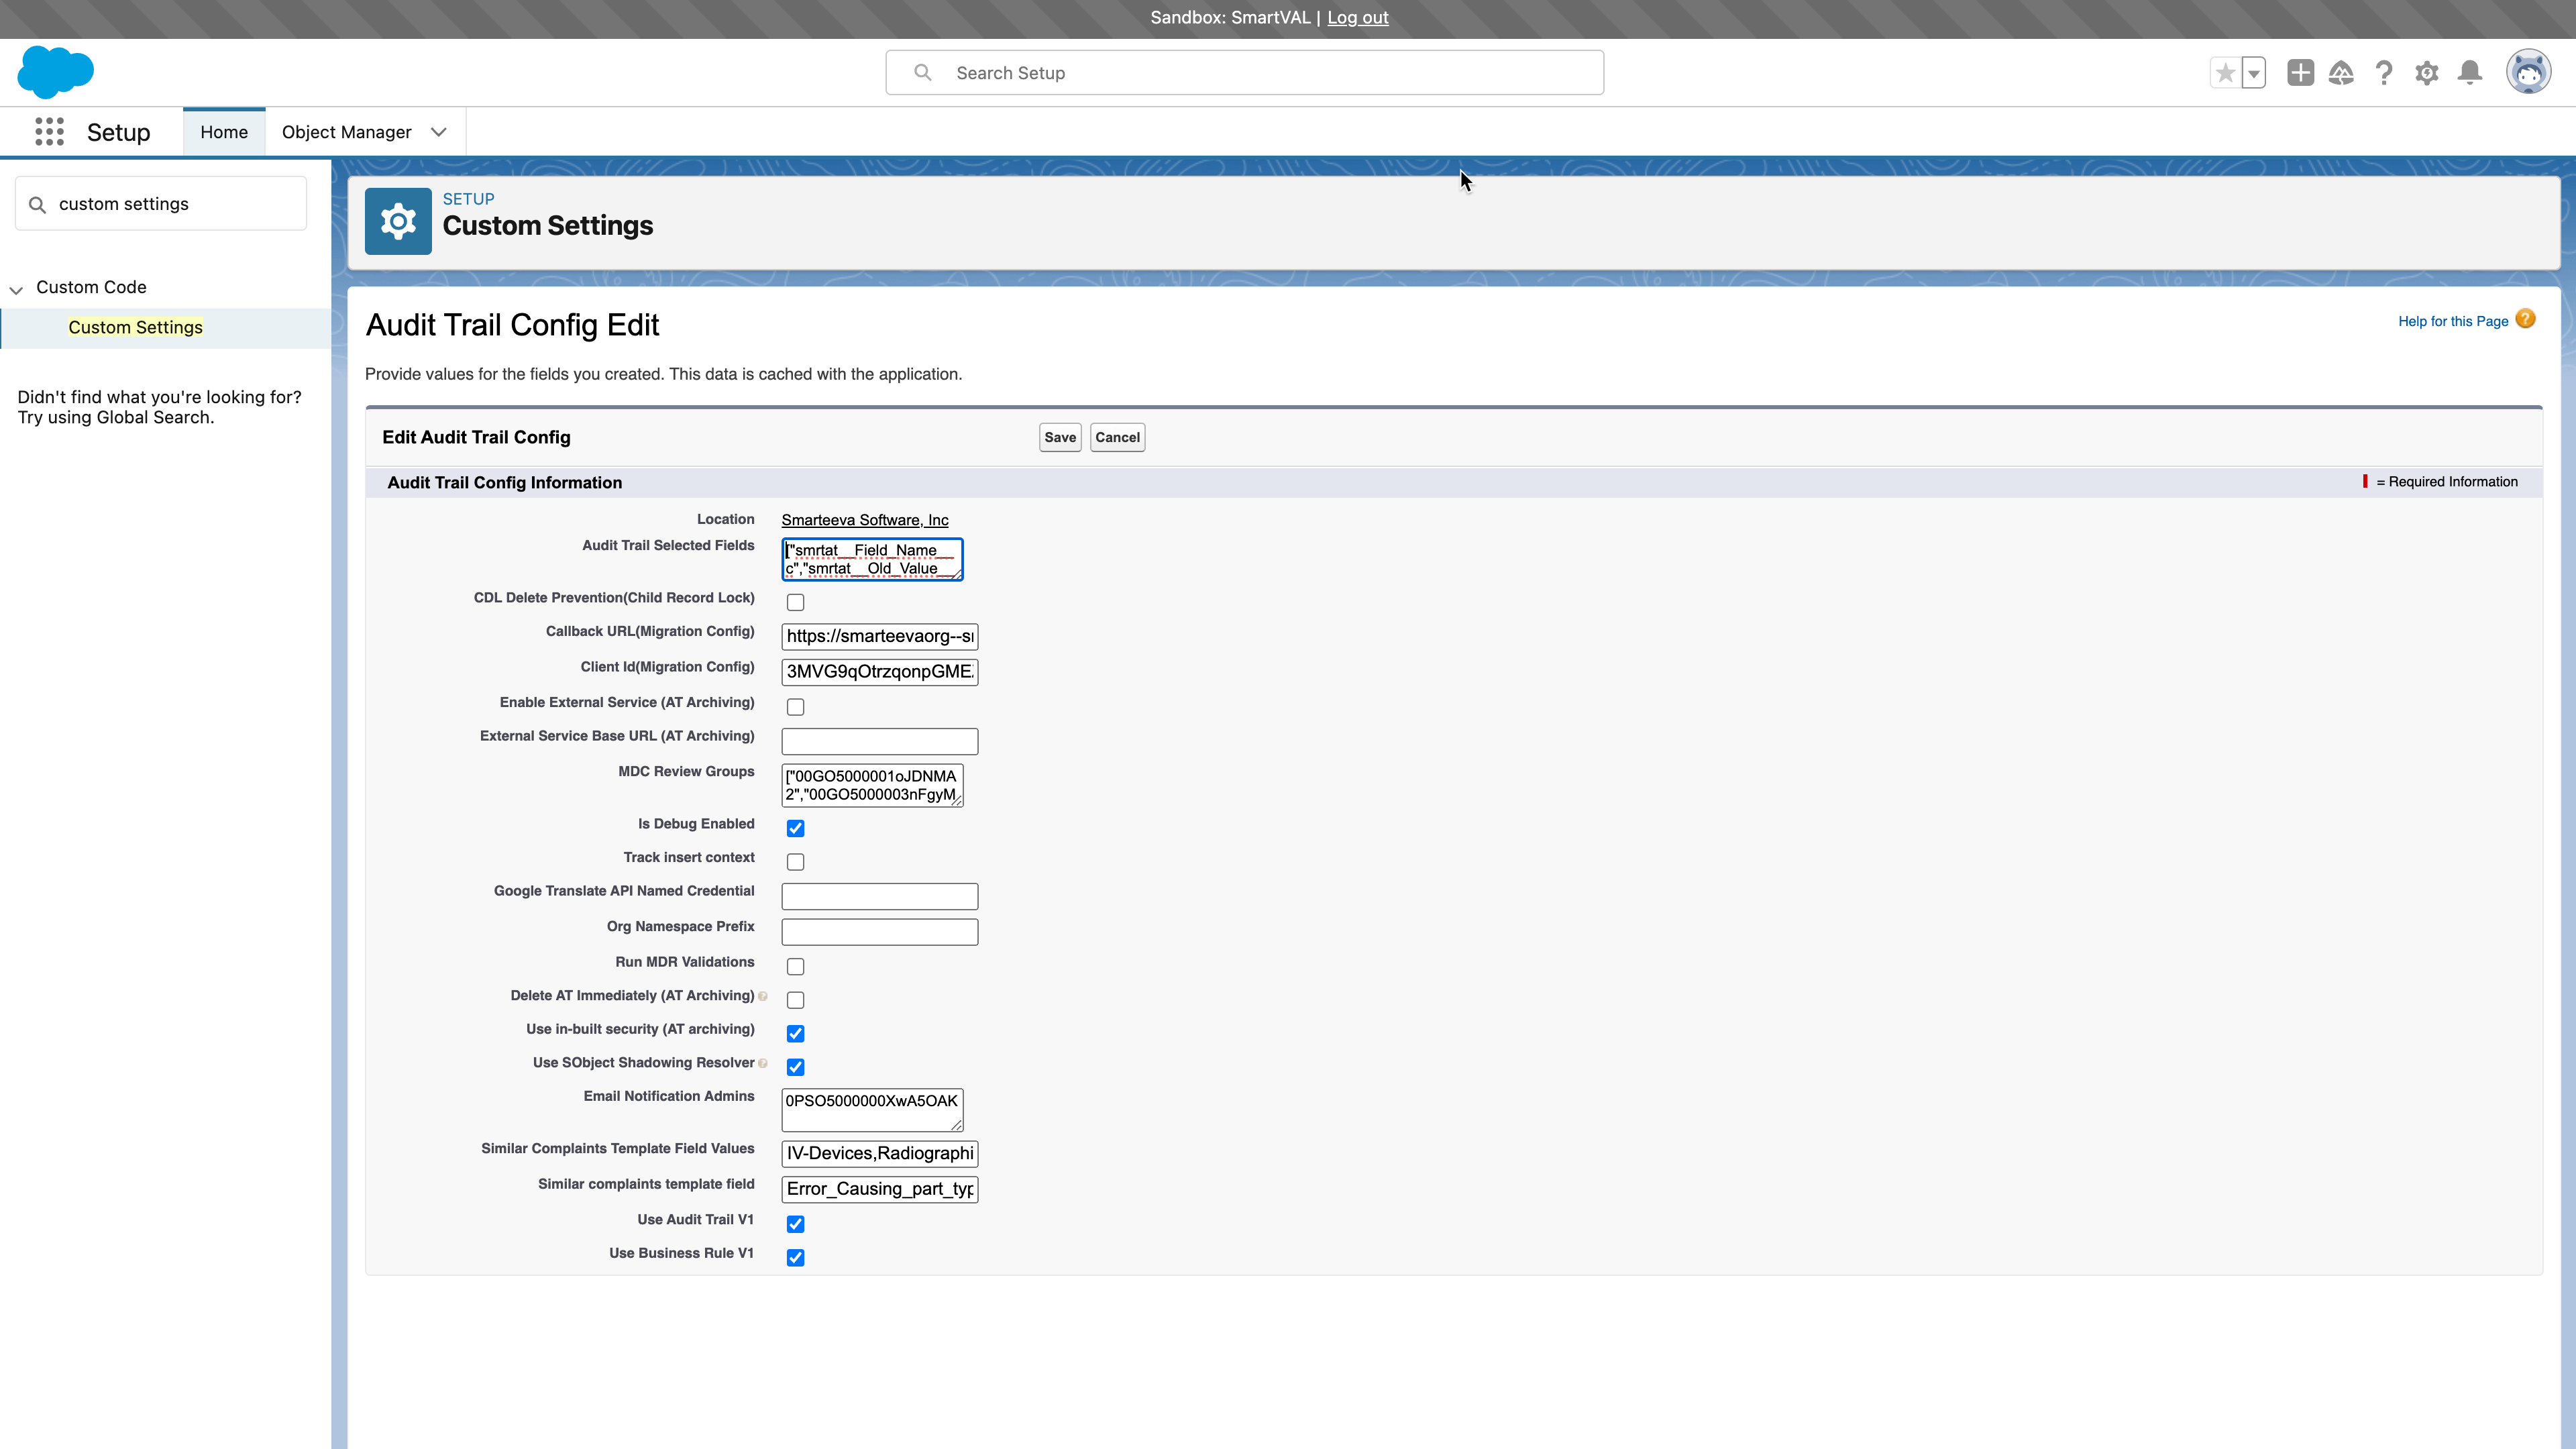 Sandbox: SmartVAL | Log out
Search Setup
Setup
Home
Object Manager
custom settings
Custom Code
Custom Settings
Didn't find what you're looking for?
Try using Global Search.
SETUP
Custom Settings
Audit Trail Config Edit
Help for this Page ?
Provide values for the fields you created. This data is cached with the application.
Edit Audit Trail Config
Save Cancel
Audit Trail Config Information
= Required Information
Location Smarteeva Software, Inc
Audit Trail Selected Fields ["smrtat__Field_Name__
c","smrtat__Old_Value__
CDL Delete Prevention(Child Record Lock)
Callback URL(Migration Config) https://smarteevaorg--sı
Client Id(Migration Config) 3MVG9qOtrzqonpGME.
Enable External Service (AT Archiving)
External Service Base URL (AT Archiving)
MDC Review Groups ["00GO5000001oJDNMA
2","00GO5000003nFgyM
Is Debug Enabled
Track insert context
Google Translate API Named Credential
Org Namespace Prefix
Run MDR Validations
Delete AT Immediately (AT Archiving)
Use in-built security (AT archiving)
Use SObject Shadowing Resolver
Email Notification Admins 0PSO5000000XwA5OAK
Similar Complaints Template Field Values IV-Devices,Radiographi
Similar complaints template field Error_Causing_part_typ
Use Audit Trail V1
Use Business Rule V1